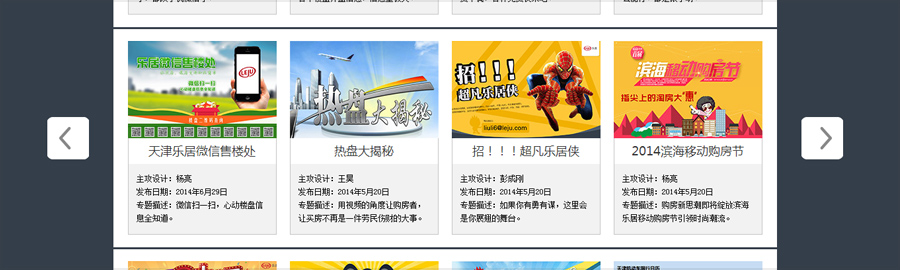 乐居微信售楼处
微信扫一扫
LEJU
热盘大揭秘
招！！！
超凡乐居侠
liuli6@leju.com
滨海移动购房节
指尖上的淘房大"惠"
天津乐居微信售楼处
热盘大揭秘
招！！！超凡乐居侠
2014滨海移动购房节
主攻设计：杨亮
发布日期：2014年6月29日
专题描述：微信扫一扫，心动楼盘信
息全知道。
主攻设计：王昊
发布日期：2014年5月20日
专题描述：用视频的角度让购房者，
让买房不再是一件劳民伤财的大事。
主攻设计：彭斌刚
发布日期：2014年5月20日
专题描述：如果你有勇有谋，这里会
是你展翅的舞台。
主攻设计：杨亮
发布日期：2014年5月20日
专题描述：购房新思潮即将绽放滨海
乐居移动购房节引领时尚潮流。